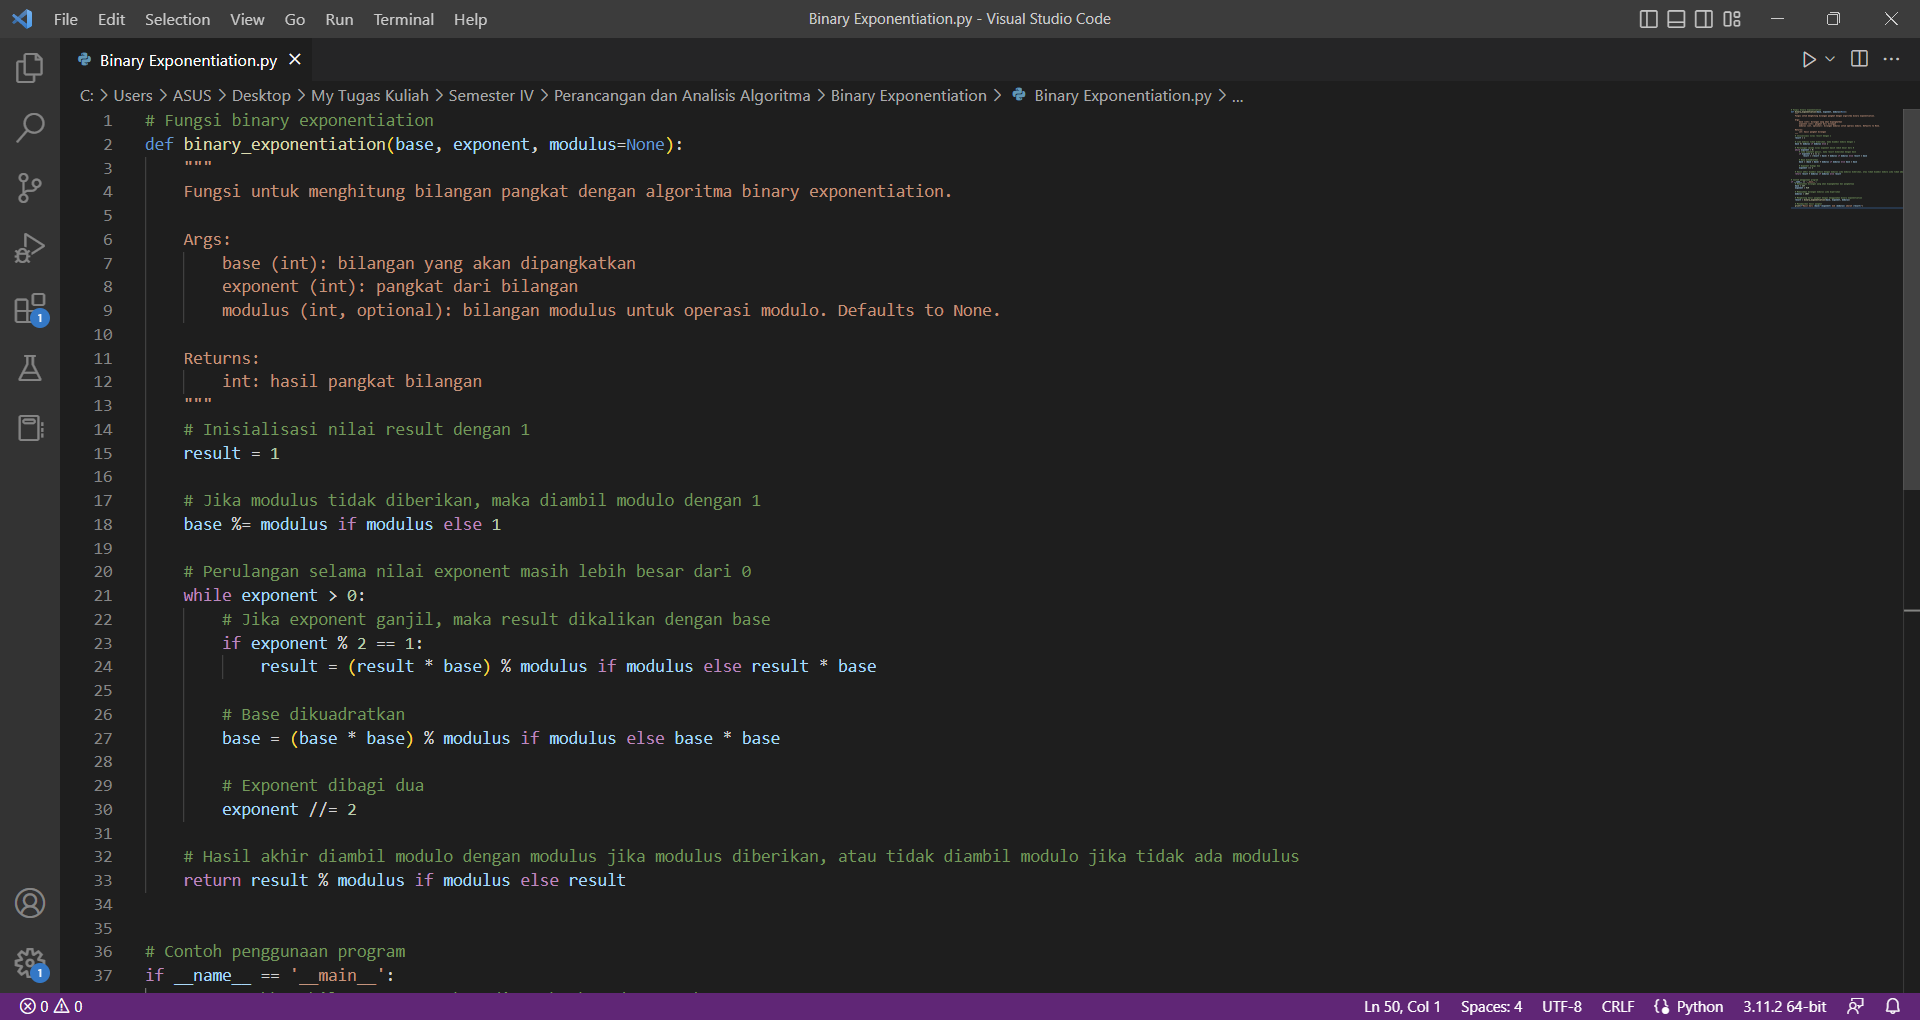 File Edit Selection View Go Run Terminal Help
Binary Exponentiation.py - Visual Studio Code
Binary Exponentiation.py
C: > Users > ASUS > Desktop > My Tugas Kuliah > Semester IV > Perancangan dan Analisis Algoritma > Binary Exponentiation > Binary Exponentiation.py > ...
1 # Fungsi binary exponentiation
2 def binary_exponentiation(base, exponent, modulus=None):
3 """
4 Fungsi untuk menghitung bilangan pangkat dengan algoritma binary exponentiation.
5
6 Args:
7 base (int): bilangan yang akan dipangkatkan
8 exponent (int): pangkat dari bilangan
9 modulus (int, optional): bilangan modulus untuk operasi modulo. Defaults to None.
10
11 Returns:
12 int: hasil pangkat bilangan
13 """
14 # Inisialisasi nilai result dengan 1
15 result = 1
16
17 # Jika modulus tidak diberikan, maka diambil modulo dengan 1
18 base %= modulus if modulus else 1
19
20 # Perulangan selama nilai exponent masih lebih besar dari 0
21 while exponent > 0:
22 # Jika exponent ganjil, maka result dikalikan dengan base
23 if exponent % 2 == 1:
24 result = (result * base) % modulus if modulus else result * base
25
26 # Base dikuadratkan
27 base = (base * base) % modulus if modulus else base * base
28
29 # Exponent dibagi dua
30 exponent //= 2
31
32 # Hasil akhir diambil modulo dengan modulus jika modulus diberikan, atau tidak diambil modulo jika tidak ada modulus
33 return result % modulus if modulus else result
34
35
36 # Contoh penggunaan program
37 if __name__ == '__main__':
1
1
0 0
Ln 50, Col 1 Spaces: 4 UTF-8 CRLF Python 3.11.2 64-bit